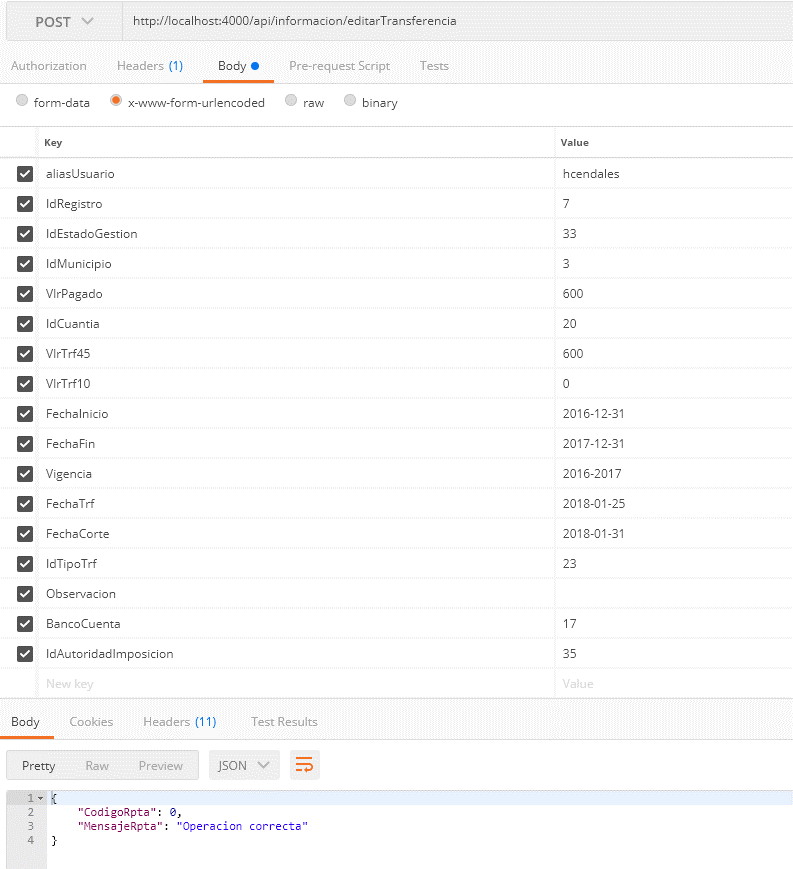 POST http://localhost:4000/api/informacion/editarTransferencia
Authorization Headers (1) Body Pre-request Script Tests
form-data x-www-form-urlencoded raw binary
Key Value
aliasUsuario hcendales
IdRegistro 7
IdEstadoGestion 33
IdMunicipio 3
VlrPagado 600
IdCuantia 20
VlrTrf45 600
VlrTrf10 0
FechaInicio 2016-12-31
FechaFin 2017-12-31
Vigencia 2016-2017
FechaTrf 2018-01-25
FechaCorte 2018-01-31
IdTipoTrf 23
Observacion
BancoCuenta 17
IdAutoridadImposicion 35
New key Value
Body Cookies Headers (11) Test Results
Pretty Raw Preview JSON
1 {
2 "CodigoRpta": 0,
3 "MensajeRpta": "Operacion correcta"
4 }